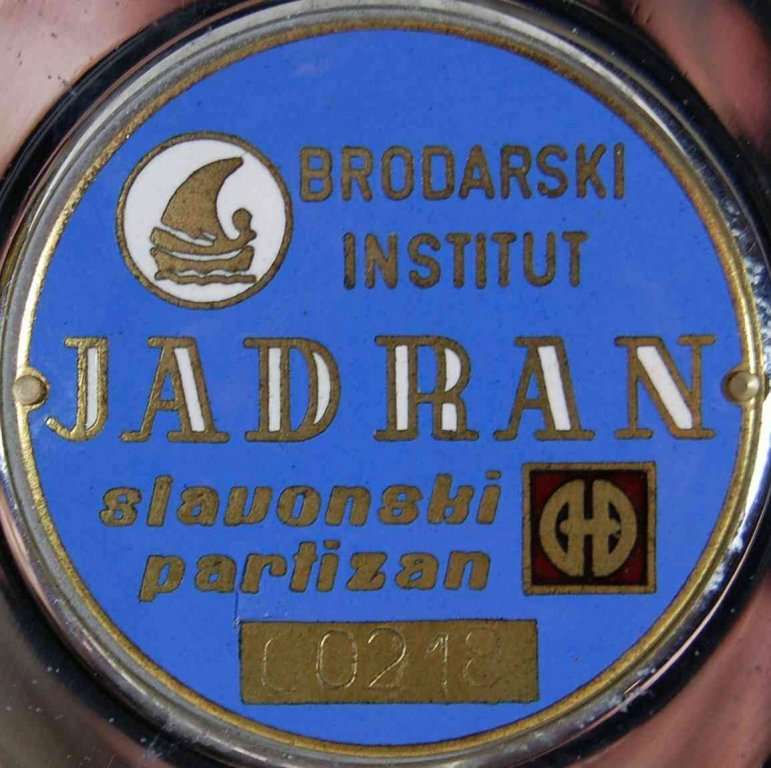 BRODARSKI
INSTITUT
JADRAN
slavonski
partizan
00218